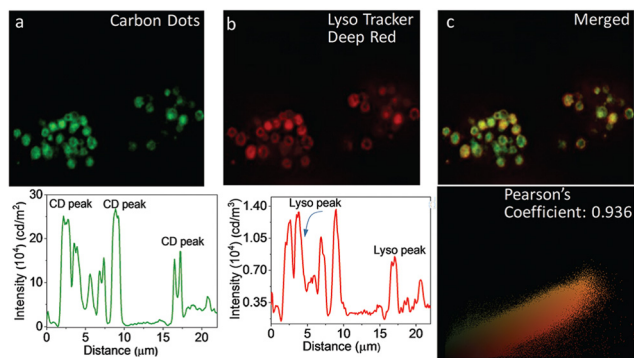 a
Carbon Dots
b
Lyso Tracker
Deep Red
c
Merged
Pearson's
Coefficient: 0.936
CD peak
CD peak
CD peak
30
20
10
0
Intensity (10⁴) (cd/m²)
0
5
10
15
20
Distance (μm)
Lyso peak
Lyso peak
1.40
1.05
0.70
0.35
Intensity (10⁴) (cd/m³)
0
5
10
15
20
Distance (μm)